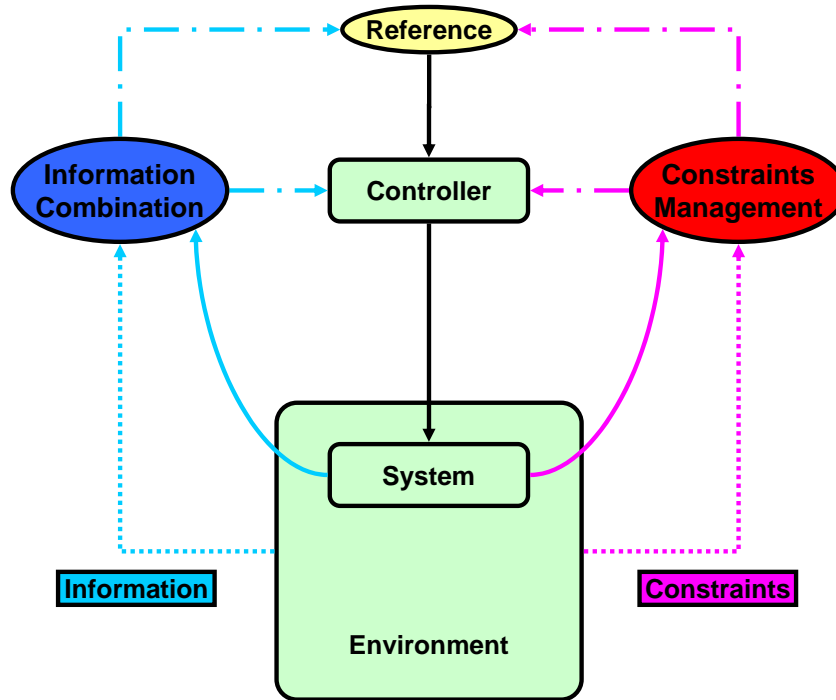 Reference
Information
Combination
Controller
Constraints
Management
System
Information
Constraints
Environment